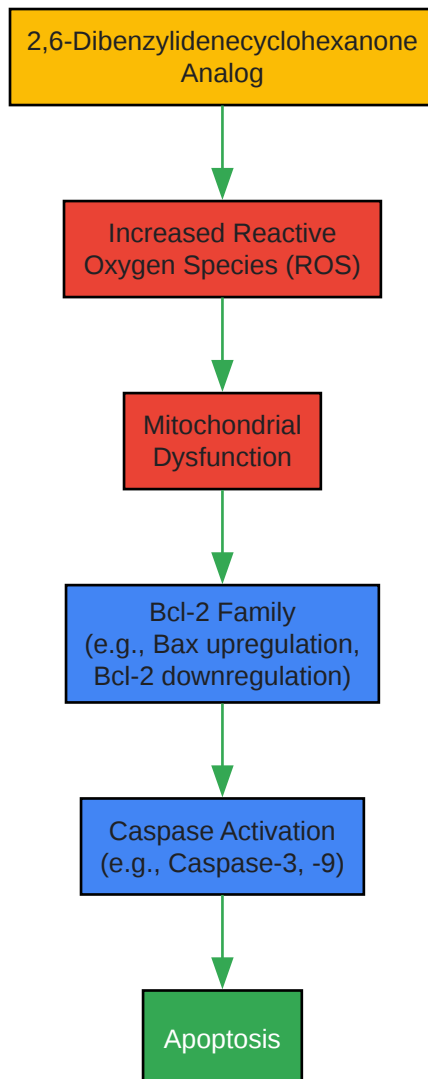 2,6-Dibenzylidenecyclohexanone
Analog
Increased Reactive
Oxygen Species (ROS)
Mitochondrial
Dysfunction
Bcl-2 Family
(e.g., Bax upregulation,
Bcl-2 downregulation)
Caspase Activation
(e.g., Caspase-3, -9)
Apoptosis